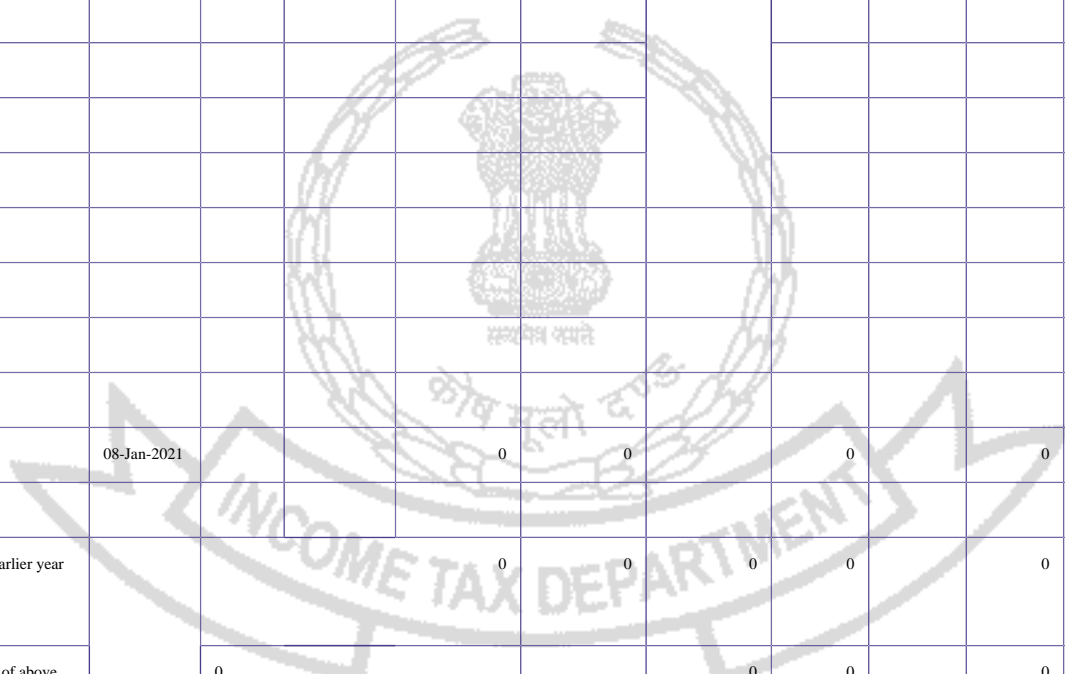 सत्यमेव जयते
कोष मूलो दण्ड
08-Jan-2021 0 0 0 0
INCOME TAX DEPARTMENT
arlier year 0 0 0 0 0
of above 0 0 0 0